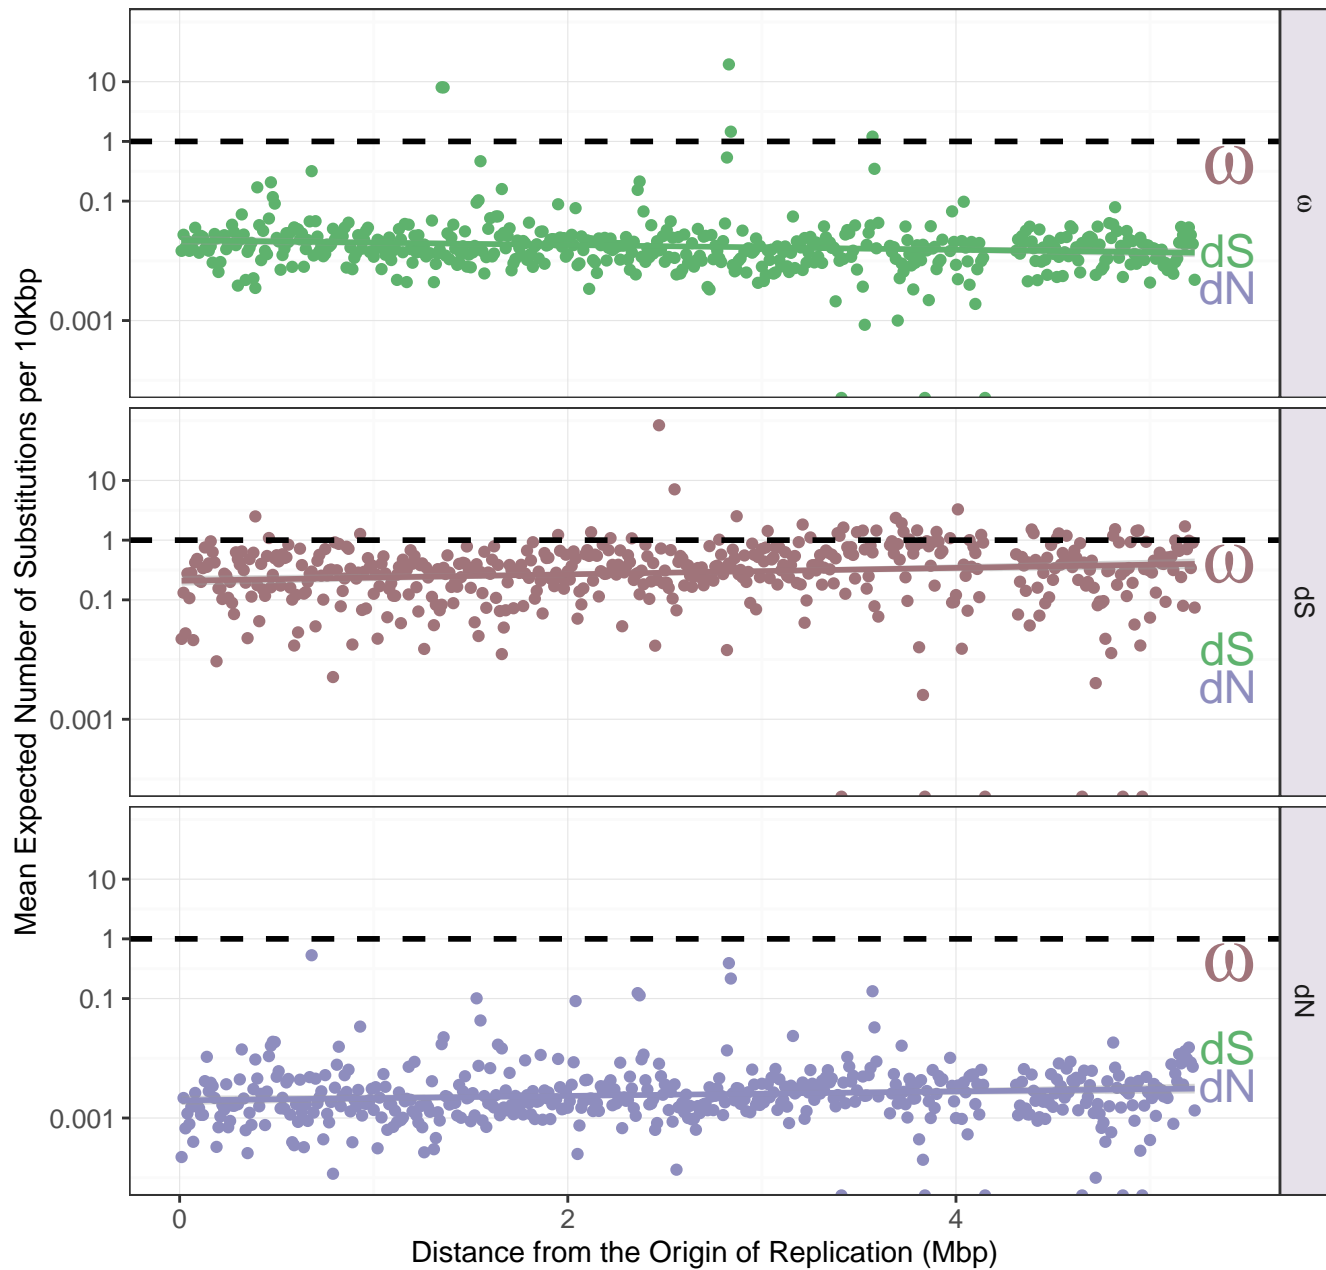 Mean Expected Number of Substitutions per 10Kbp
10
1
0.1
0.001
ω
dS
dN
ω
10
1
0.1
0.001
ω
dS
dN
dS
10
1
0.1
0.001
ω
dS
dN
dN
0 2 4
Distance from the Origin of Replication (Mbp)